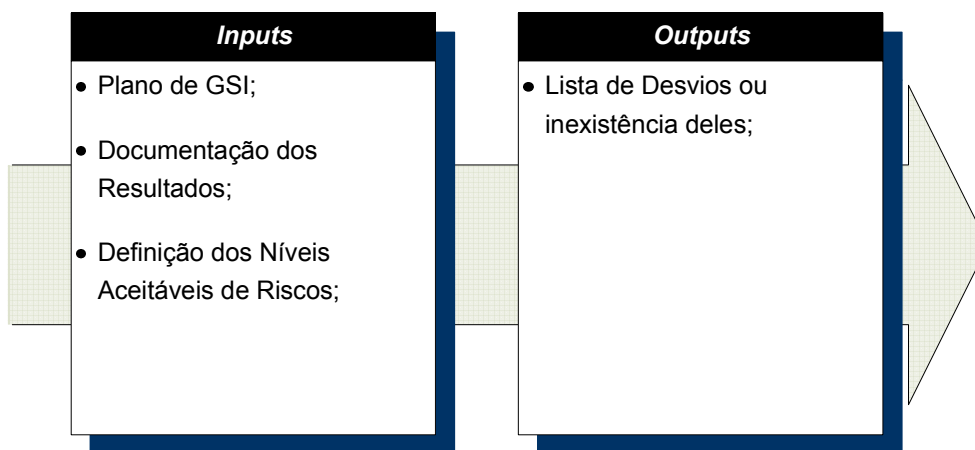 Inputs
• Plano de GSI;
• Documentação dos
Resultados;
• Definição dos Níveis
Aceitáveis de Riscos;
Outputs
• Lista de Desvios ou
inexistência deles;